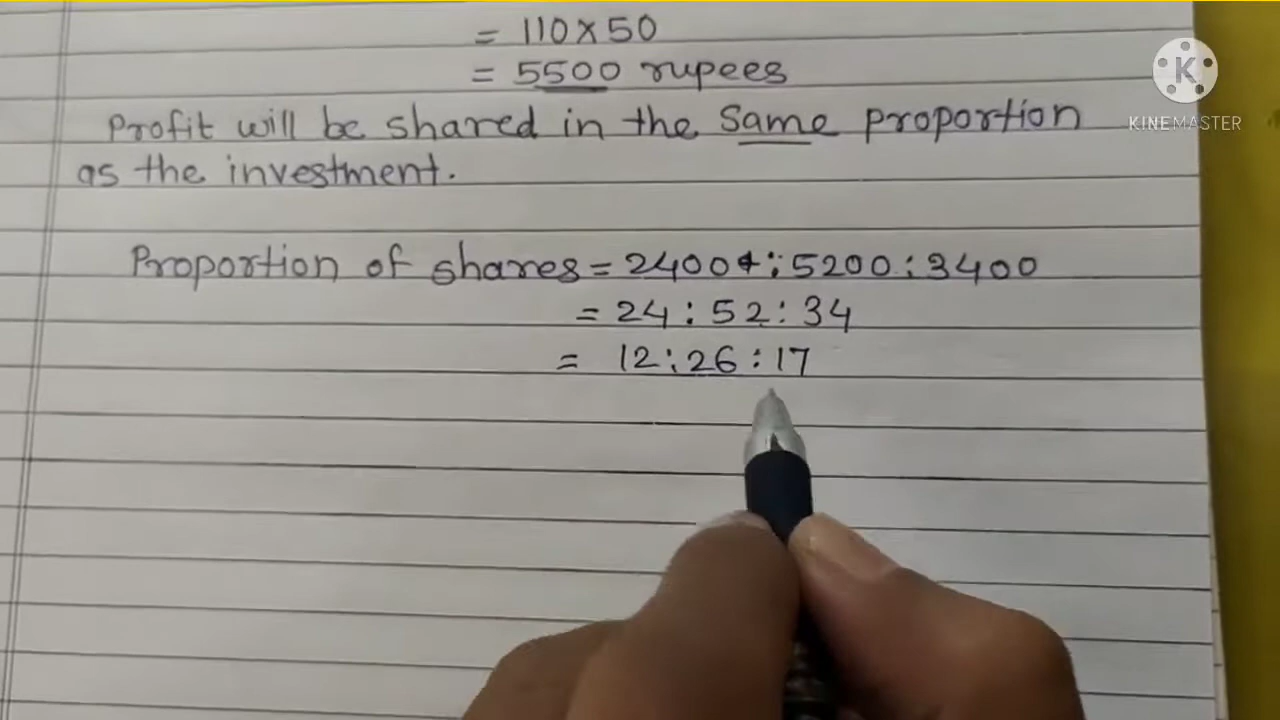 = 110×50
= 5500 rupees
Profit will be shared in the same proportion
as the investment.
Proportion of shares = 2400 : 5200 : 3400
= 24 : 52 : 34
= 12 : 26 : 17
KINEMASTER